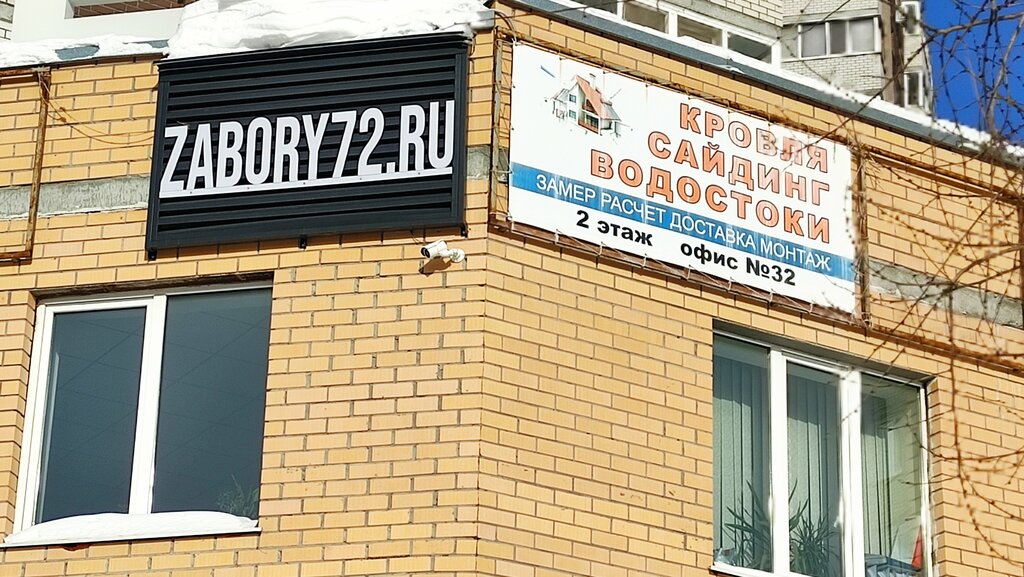 ZABORY72.RU
КРОВЛЯ
САЙДИНГ
ВОДОСТОКИ
ЗАМЕР РАСЧЕТ ДОСТАВКА МОНТАЖ
2 этаж офис №32